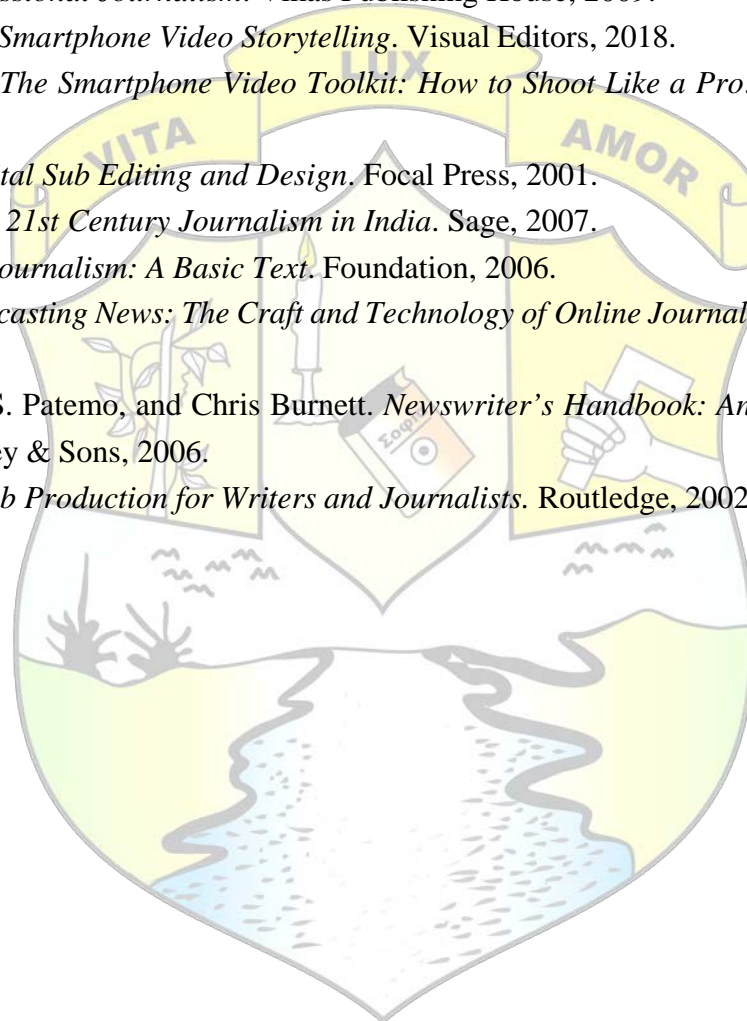 Smartphone Video Storytelling. Visual Editors, 2018.
LUX
The Smartphone Video Toolkit: How to Shoot Like a Pro.
VITA
AMOR
tal Sub Editing and Design. Focal Press, 2001.
21st Century Journalism in India. Sage, 2007.
ournalism: A Basic Text. Foundation, 2006.
casting News: The Craft and Technology of Online Journal
S. Paterno, and Chris Burnett. Newswriter’s Handbook: An
Σοφία
ey & Sons, 2006.
b Production for Writers and Journalists. Routledge, 2002